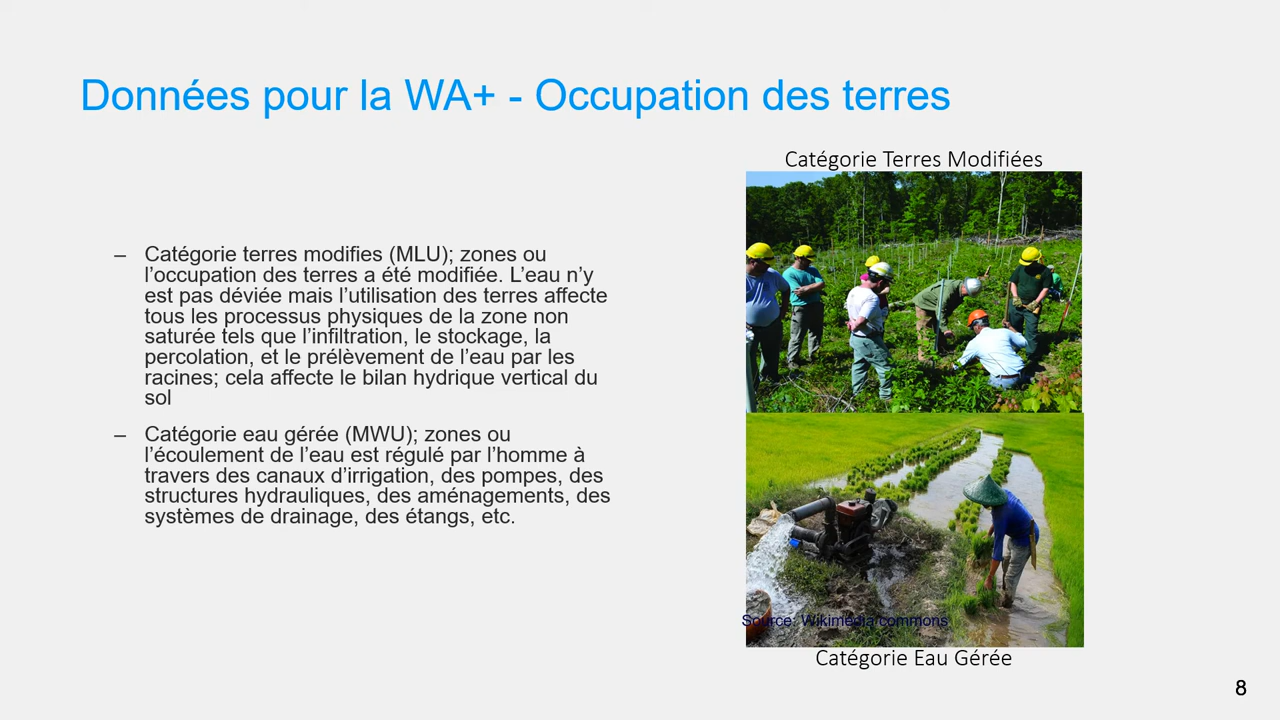 Données pour la WA+ - Occupation des terres
Catégorie Terres Modifiées
– Catégorie terres modifies (MLU); zones ou
l’occupation des terres a été modifiée. L’eau n’y
est pas déviée mais l’utilisation des terres affecte
tous les processus physiques de la zone non
saturée tels que l’infiltration, le stockage, la
percolation, et le prélèvement de l’eau par les
racines; cela affecte le bilan hydrique vertical du
sol
– Catégorie eau gérée (MWU); zones ou
l’écoulement de l’eau est régulé par l’homme à
travers des canaux d’irrigation, des pompes, des
structures hydrauliques, des aménagements, des
systèmes de drainage, des étangs, etc.
Source: Wikimedia commons
Catégorie Eau Gérée
8